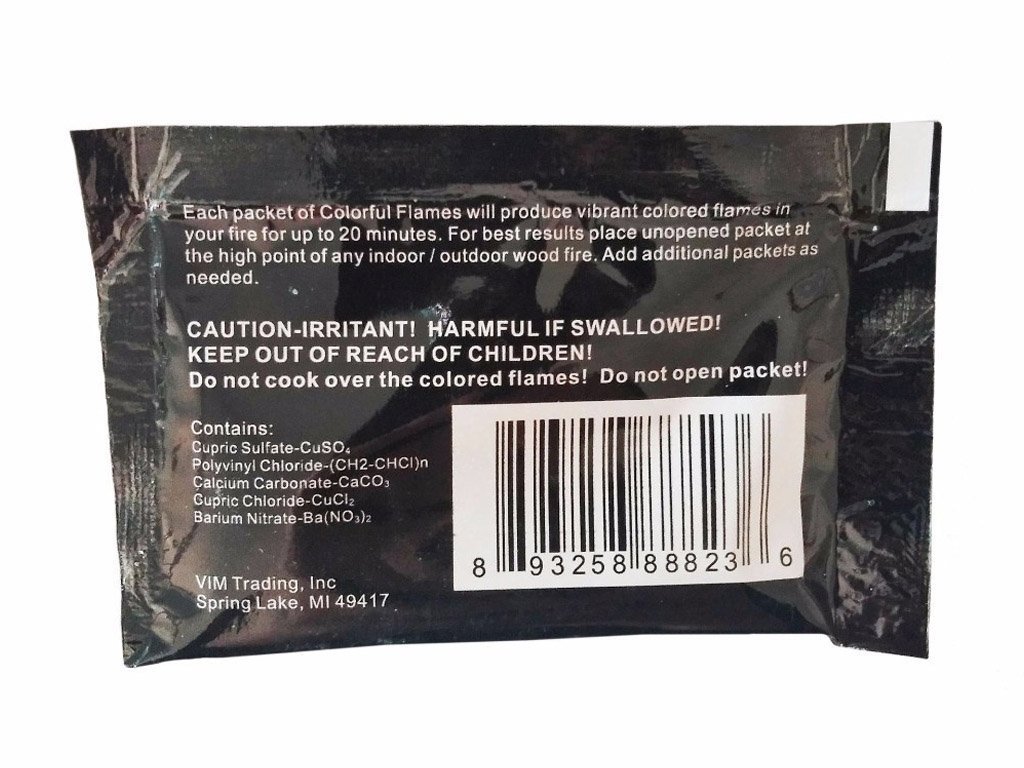 Each packet of Colorful Flames will produce vibrant colored flames in
your fire for up to 20 minutes. For best results place unopened packet at
the high point of any indoor / outdoor wood fire. Add additional packets as
needed.
CAUTION-IRRITANT! HARMFUL IF SWALLOWED!
KEEP OUT OF REACH OF CHILDREN!
Do not cook over the colored flames! Do not open packet!
Contains:
Cupric Sulfate-CuSO₄
Polyvinyl Chloride-(CH2-CHCl)n
Calcium Carbonate-CaCO₃
Cupric Chloride-CuCl₂
Barium Nitrate-Ba(NO₃)₂
VIM Trading, Inc
Spring Lake, MI 49417
8 93258 88823 6